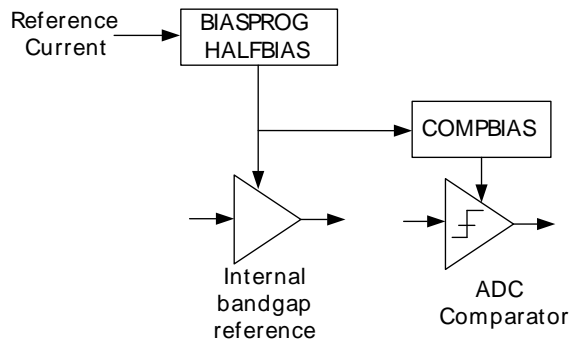 Reference
Current
BIASPROG
HALFBIAS
COMPBIAS
Internal
bandgap
reference
ADC
Comparator